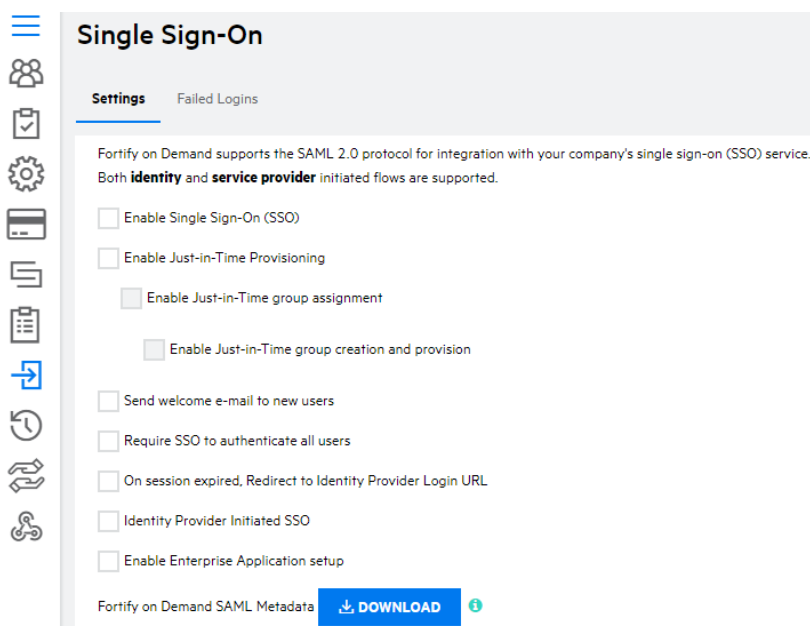 Single Sign-On
Settings Failed Logins
Fortify on Demand supports the SAML 2.0 protocol for integration with your company's single sign-on (SSO) service.
Both identity and service provider initiated flows are supported.
Enable Single Sign-On (SSO)
Enable Just-in-Time Provisioning
Enable Just-in-Time group assignment
Enable Just-in-Time group creation and provision
Send welcome e-mail to new users
Require SSO to authenticate all users
On session expired, Redirect to Identity Provider Login URL
Identity Provider Initiated SSO
Enable Enterprise Application setup
Fortify on Demand SAML Metadata DOWNLOAD